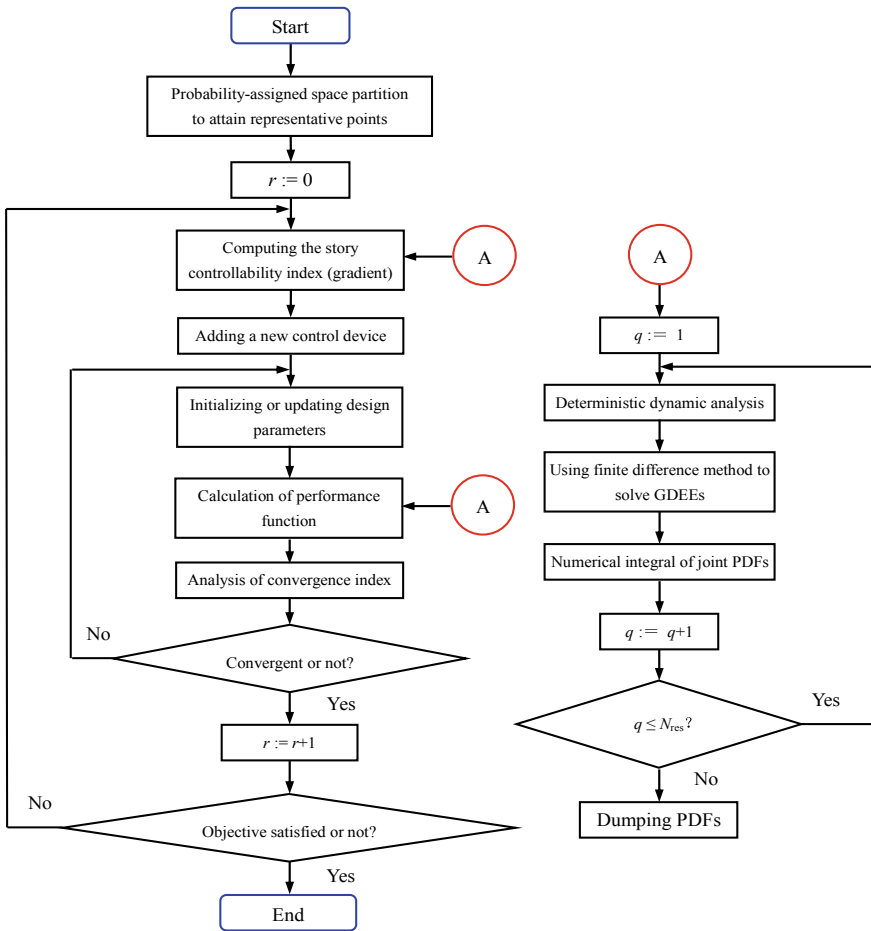 Start
Probability-assigned space partition
to attain representative points
r := 0
Computing the story
controllability index (gradient)
A
Adding a new control device
Initializing or updating design
parameters
Calculation of performance
function
A
Analysis of convergence index
No
Convergent or not?
Yes
r := r+1
No
Objective satisfied or not?
Yes
End
A
q := 1
Deterministic dynamic analysis
Using finite difference method to
solve GDEEs
Numerical integral of joint PDFs
q := q+1
Yes
q ≤ Nres?
No
Dumping PDFs